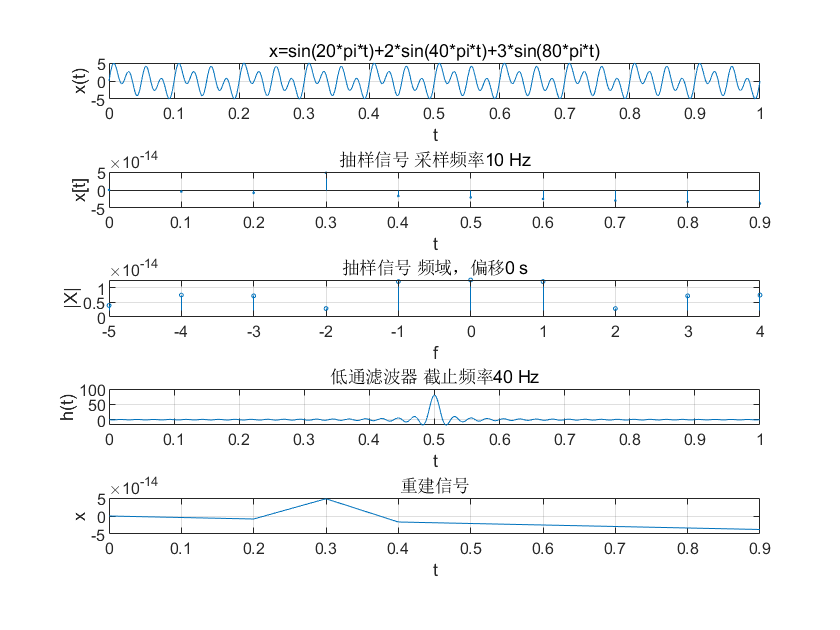 x=sin(20*pi*t)+2*sin(40*pi*t)+3*sin(80*pi*t)
x(t)
5
0
-5
0 0.1 0.2 0.3 0.4 0.5 0.6 0.7 0.8 0.9 1
t
×10^-14
抽样信号 采样频率10 Hz
x[t]
5
0
-5
0 0.1 0.2 0.3 0.4 0.5 0.6 0.7 0.8 0.9
t
×10^-14
抽样信号 频域，偏移0 s
|X|
1
0.5
0
-5 -4 -3 -2 -1 0 1 2 3 4
f
低通滤波器 截止频率40 Hz
h(t)
100
50
0
0 0.1 0.2 0.3 0.4 0.5 0.6 0.7 0.8 0.9 1
t
×10^-14
重建信号
x
5
0
-5
0 0.1 0.2 0.3 0.4 0.5 0.6 0.7 0.8 0.9
t